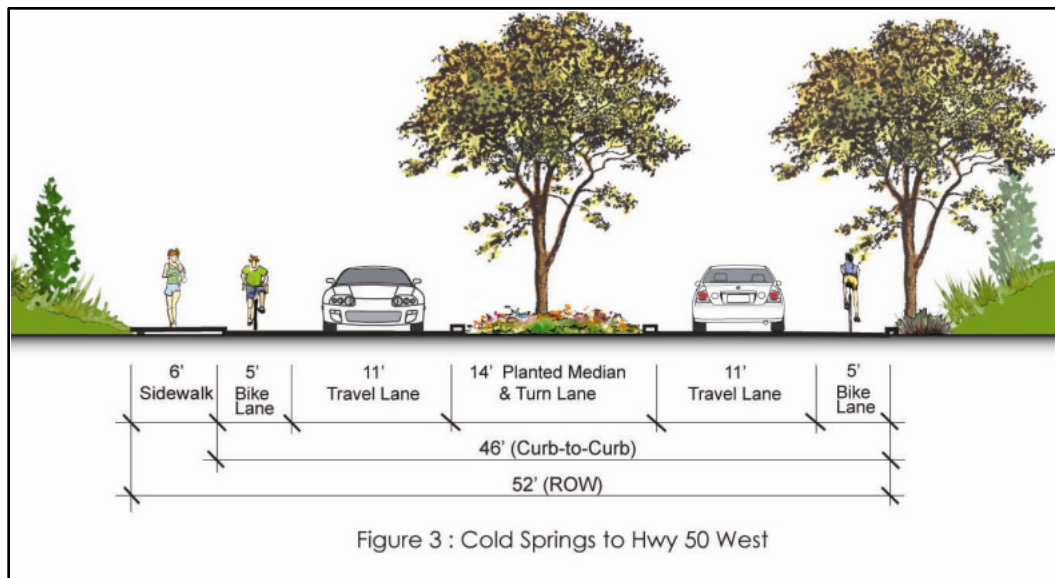 6'
Sidewalk
5'
Bike
Lane
11'
Travel Lane
14' Planted Median
& Turn Lane
11'
Travel Lane
5'
Bike
Lane
46' (Curb-to-Curb)
52' (ROW)
Figure 3 : Cold Springs to Hwy 50 West